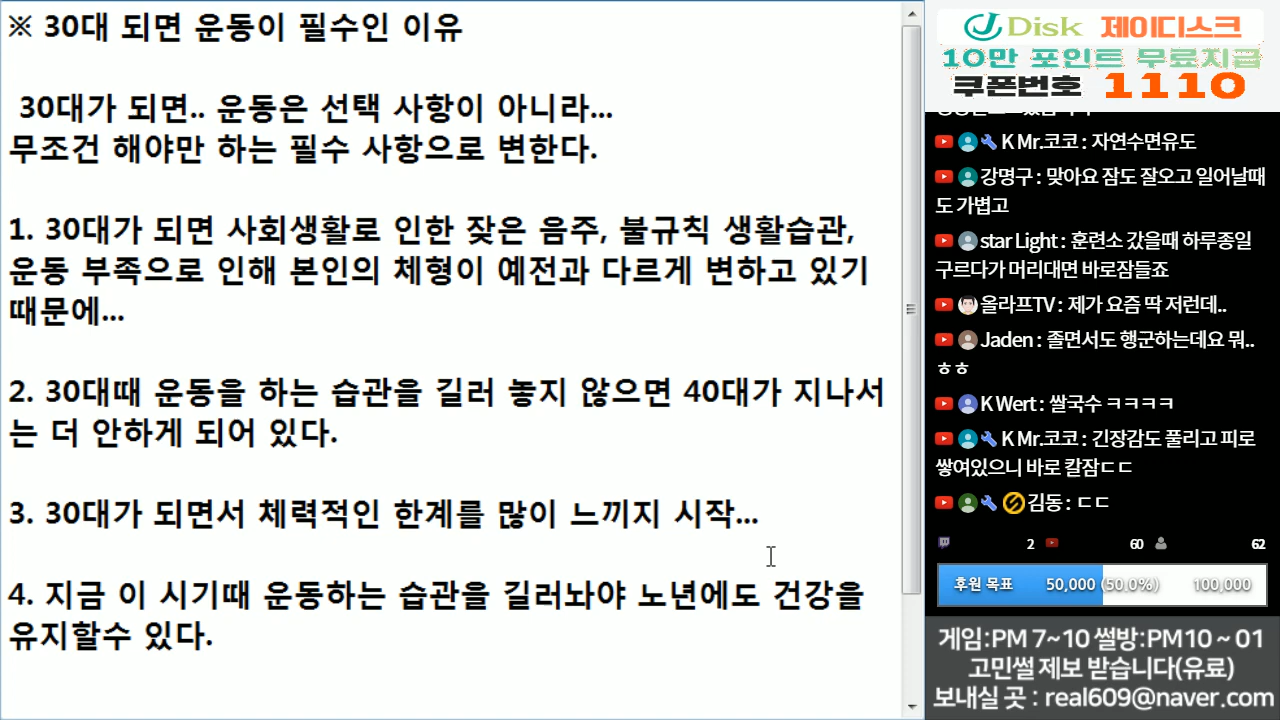 ※ 30대 되면 운동이 필수인 이유
30대가 되면.. 운동은 선택 사항이 아니라...
무조건 해야만 하는 필수 사항으로 변한다.
1. 30대가 되면 사회생활로 인한 잦은 음주, 불규칙 생활습관,
운동 부족으로 인해 본인의 체형이 예전과 다르게 변하고 있기
때문에...
2. 30대때 운동을 하는 습관을 길러 놓지 않으면 40대가 지나서
는 더 안하게 되어 있다.
3. 30대가 되면서 체력적인 한계를 많이 느끼지 시작...
4. 지금 이 시기때 운동하는 습관을 길러놔야 노년에도 건강을
유지할수 있다.
J Disk 제이디스크
10만 포인트 무료지급
쿠폰번호 1110
K Mr.코코 : 자연수면유도
강명구 : 맞아요 잠도 잘오고 일어날때
도 가볍고
star Light : 훈련소 갔을때 하루종일
구르다가 머리대면 바로잠들죠
올라프TV : 제가 요즘 딱 저런데..
Jaden : 졸면서도 행군하는데요 뭐..
ㅎㅎ
K Wert : 쌀국수 ㅋㅋㅋㅋ
K Mr.코코 : 긴장감도 풀리고 피로
쌓여있으니 바로 칼잠ㄷㄷ
김동 : ㄷㄷ
2 60 62
후원 목표 50,000 (50.0%) 100,000
게임:PM 7~10 썰방:PM10 ~ 01
고민썰 제보 받습니다(유료)
보내실 곳 : real609@naver.com